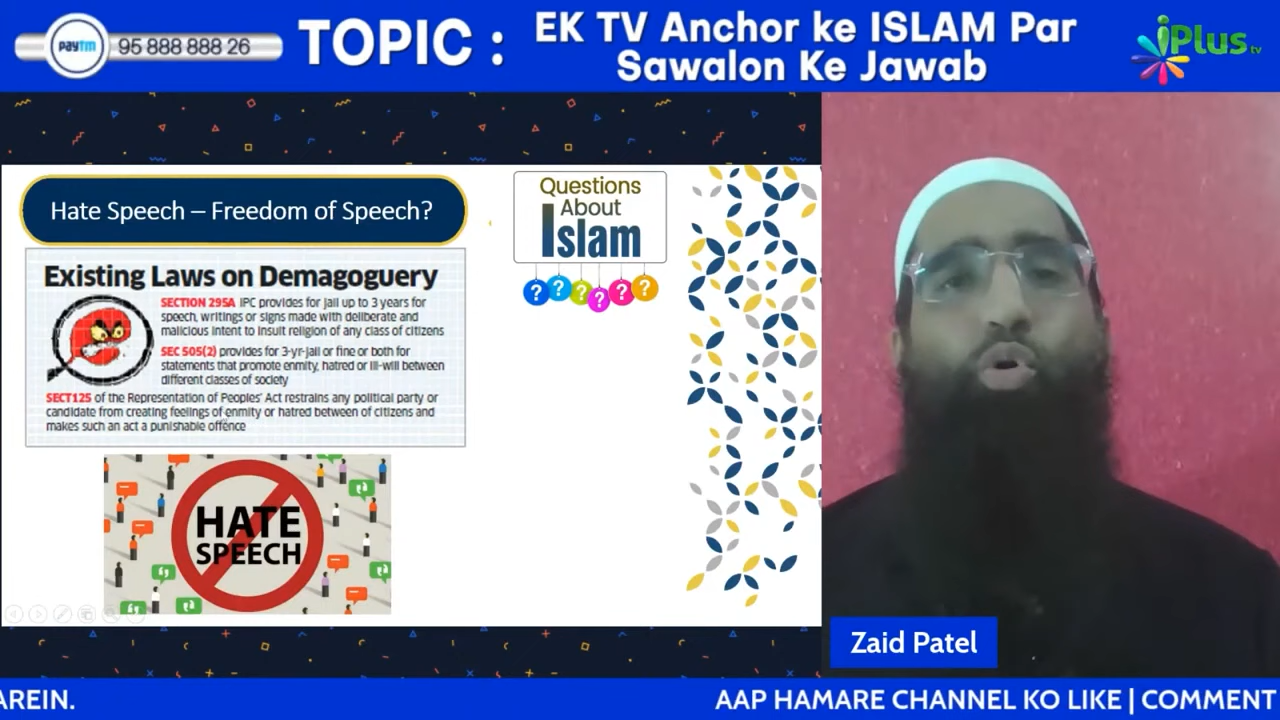 paytm 95 888 888 26
TOPIC :
EK TV Anchor ke ISLAM Par
Sawalon Ke Jawab
iPlus tv
Hate Speech – Freedom of Speech?
Questions
About
Islam
? ? ? ? ? ?
Existing Laws on Demagoguery
SECTION 295A IPC provides for jail up to 3 years for
speech, writings or signs made with deliberate and
malicious intent to insult religion of any class of citizens
SEC 505(2) provides for 3-yr-jail or fine or both for
statements that promote enmity, hatred or ill-will between
different classes of society
SECT125 of the Representation of Peoples' Act restrains any political party or
candidate from creating feelings of enmity or hatred between of citizens and
makes such an act a punishable offence
HATE
SPEECH
Zaid Patel
AREIN.
AAP HAMARE CHANNEL KO LIKE | COMMENT